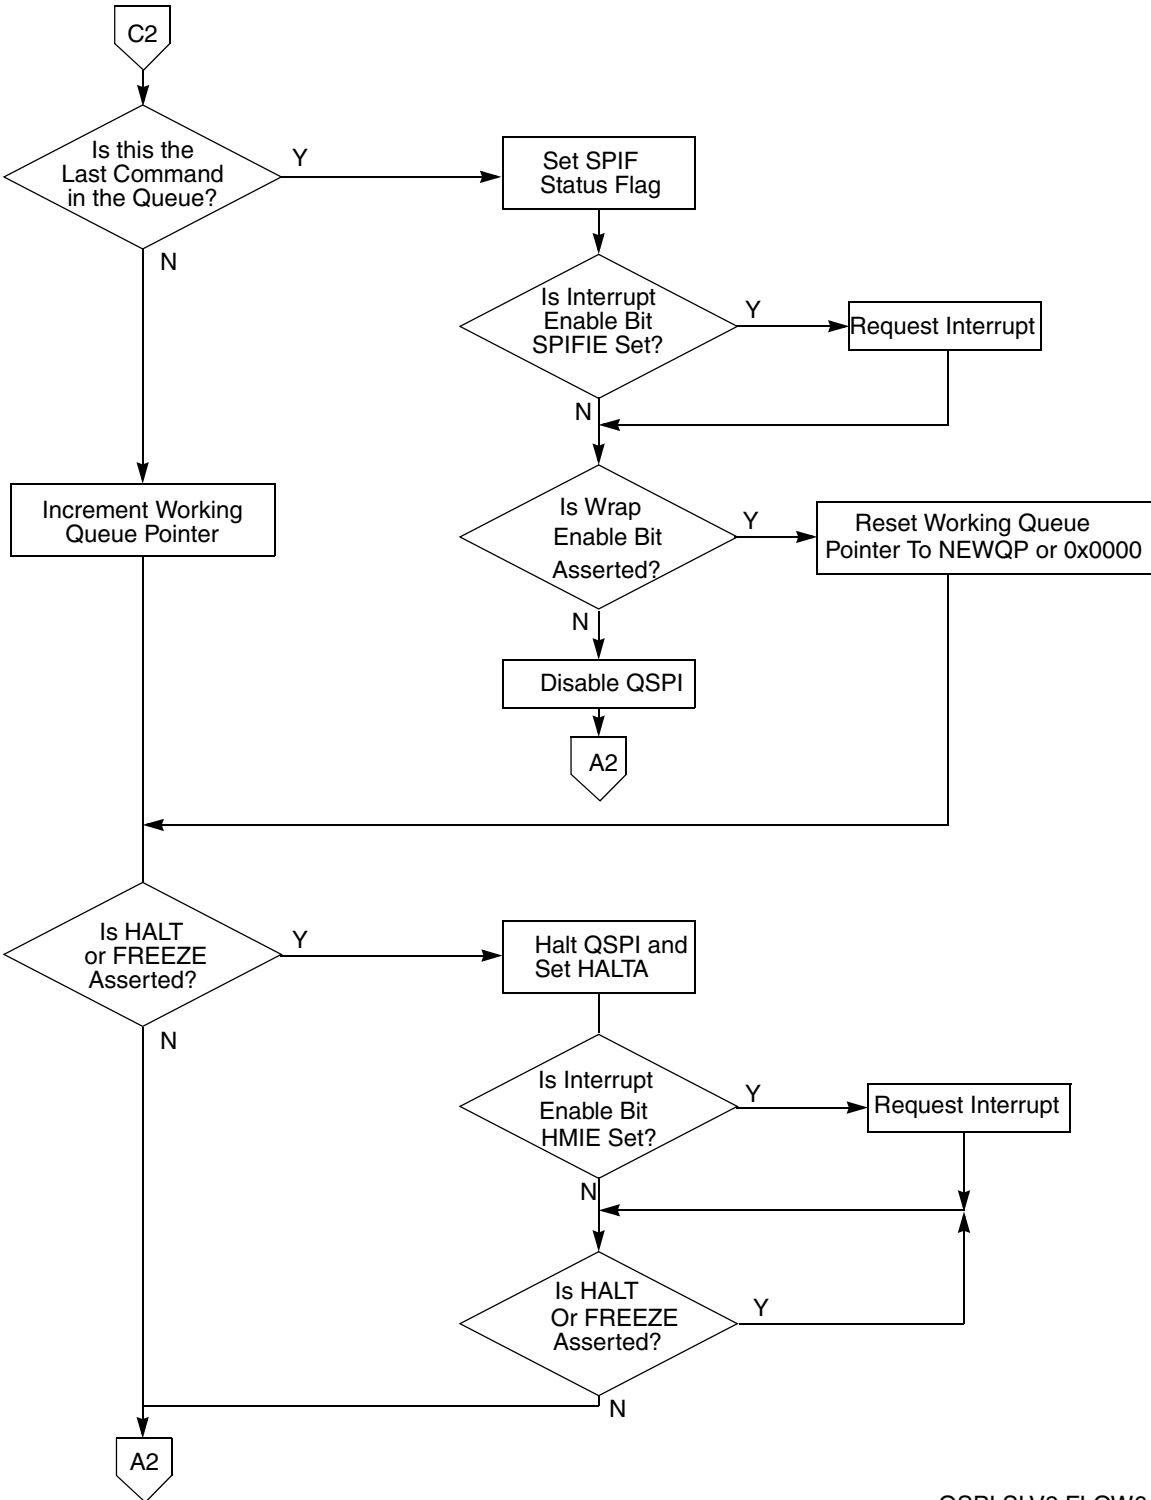 C2
Is this the
Last Command
in the Queue?
Y
N
Set SPIF
Status Flag
Is Interrupt
Enable Bit
SPIFIE Set?
Y
Request Interrupt
N
Increment Working
Queue Pointer
Is Wrap
Enable Bit
Asserted?
Y
Reset Working Queue
Pointer To NEWQP or 0x0000
N
Disable QSPI
A2
Is HALT
or FREEZE
Asserted?
Y
N
Halt QSPI and
Set HALTA
Is Interrupt
Enable Bit
HMIE Set?
Y
Request Interrupt
N
Is HALT
Or FREEZE
Asserted?
Y
N
A2